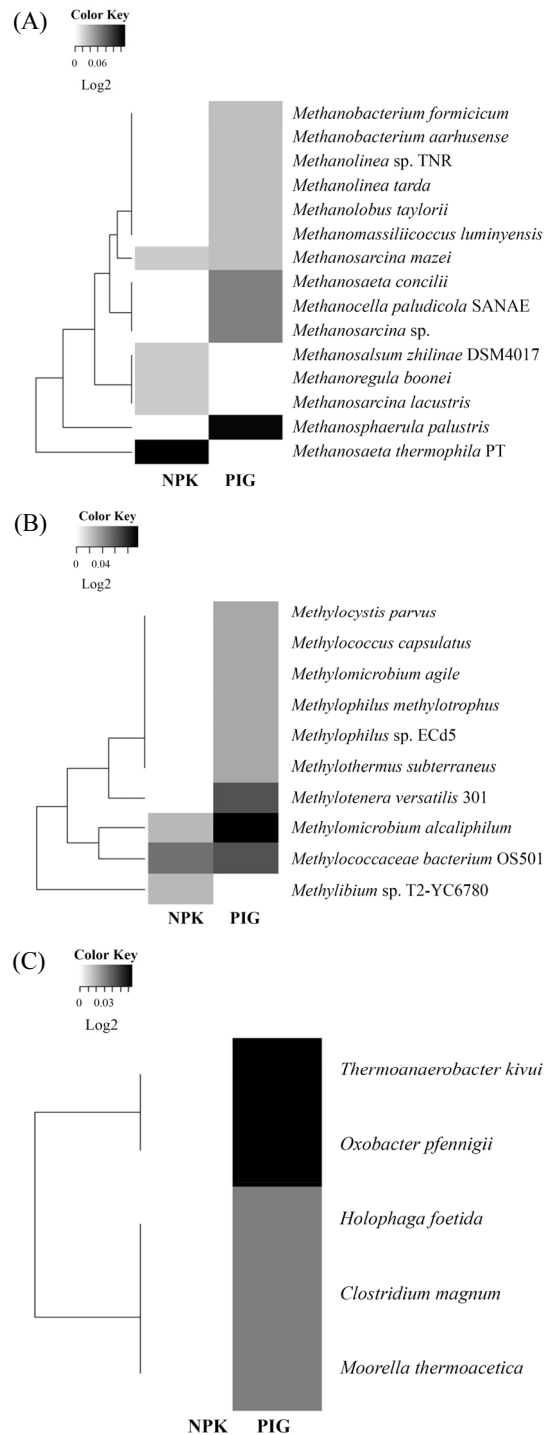 (A)
Color Key
0 0.06
Log2
Methanobacterium formicicum
Methanobacterium aarhusense
Methanolinea sp. TNR
Methanolinea tarda
Methanolobus taylorii
Methanomassiliicoccus luminyensis
Methanosarcina mazei
Methanosaeta concilii
Methanocella paludicola SANAE
Methanosarcina sp.
Methanosalsum zhilinae DSM4017
Methanoregula boonei
Methanosarcina lacustris
Methanosphaerula palustris
Methanosaeta thermophila PT
NPK PIG
(B)
Color Key
0 0.04
Log2
Methylocystis parvus
Methylococcus capsulatus
Methylomicrobium agile
Methylophilus methylotrophus
Methylophilus sp. ECd5
Methylothermus subterraneus
Methylotenera versatilis 301
Methylomicrobium alcaliphilum
Methylococcaceae bacterium OS501
Methylibium sp. T2-YC6780
NPK PIG
(C)
Color Key
0 0.03
Log2
Thermoanaerobacter kivui
Oxobacter pfennigii
Holophaga foetida
Clostridium magnum
Moorella thermoacetica
NPK PIG